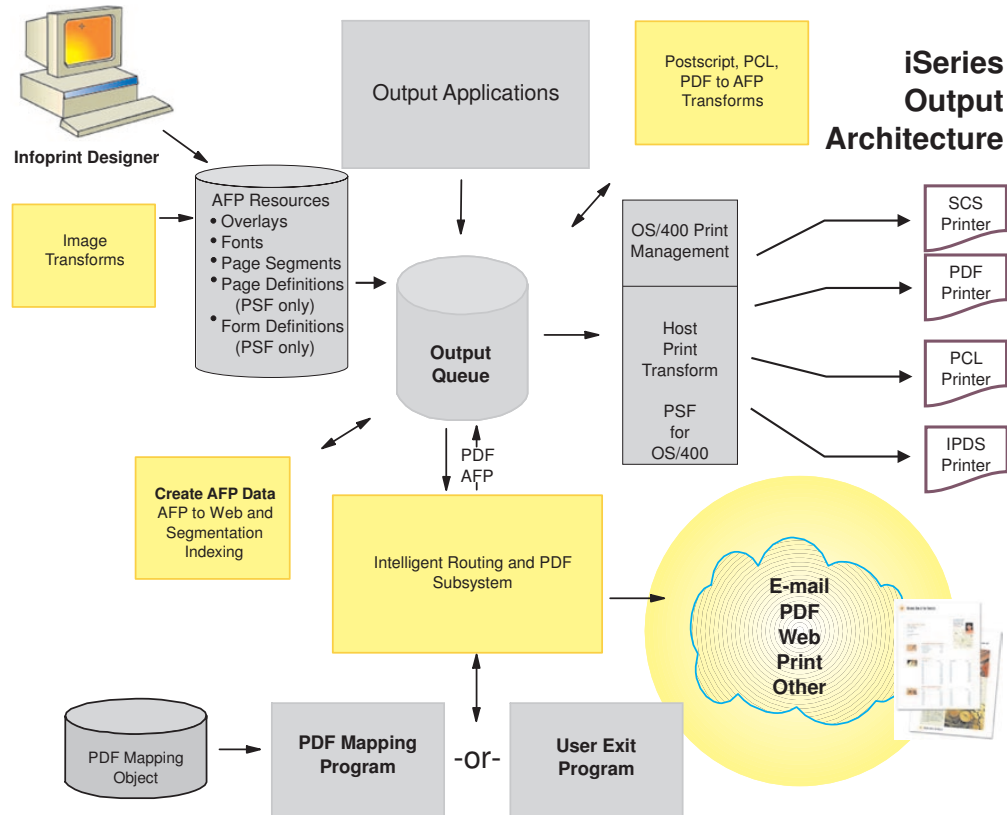 iSeries
Output
Architecture
Infoprint Designer
Output Applications
Postscript, PCL,
PDF to AFP
Transforms
Image
Transforms
AFP Resources
• Overlays
• Fonts
• Page Segments
• Page Definitions
(PSF only)
• Form Definitions
(PSF only)
Output
Queue
OS/400 Print
Management
Host
Print
Transform
PSF
for
OS/400
SCS
Printer
PDF
Printer
PCL
Printer
IPDS
Printer
PDF
AFP
Create AFP Data
AFP to Web and
Segmentation
Indexing
Intelligent Routing and PDF
Subsystem
E-mail
PDF
Web
Print
Other
PDF Mapping
Object
PDF Mapping
Program
-or-
User Exit
Program